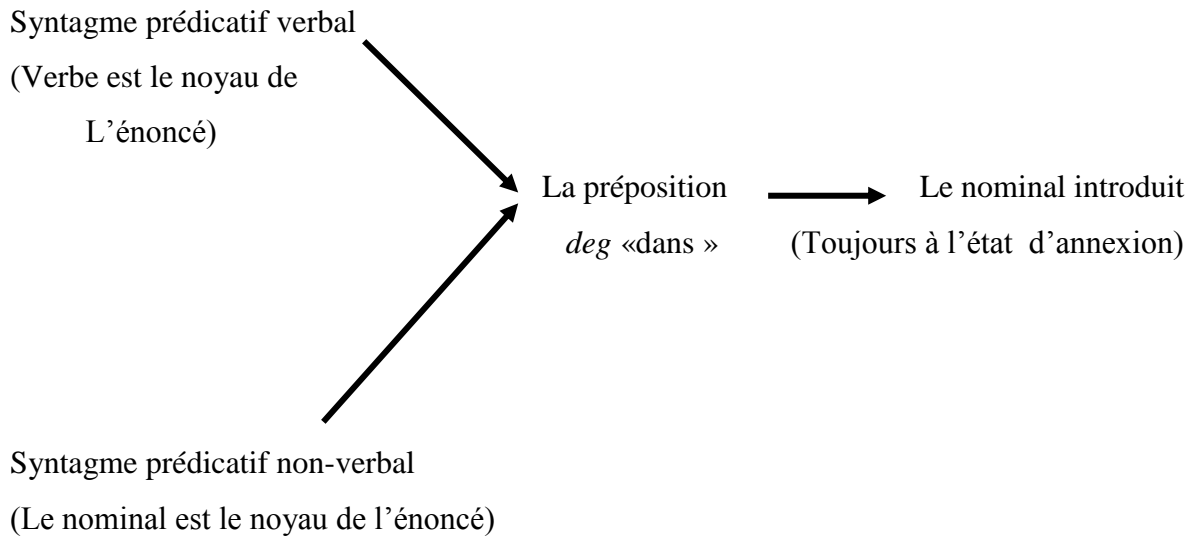 Syntagme prédicatif verbal
(Verbe est le noyau de
L’énoncé)
La préposition
deg «dans »
Le nominal introduit
(Toujours à l’état d’annexion)
Syntagme prédicatif non-verbal
(Le nominal est le noyau de l’énoncé)